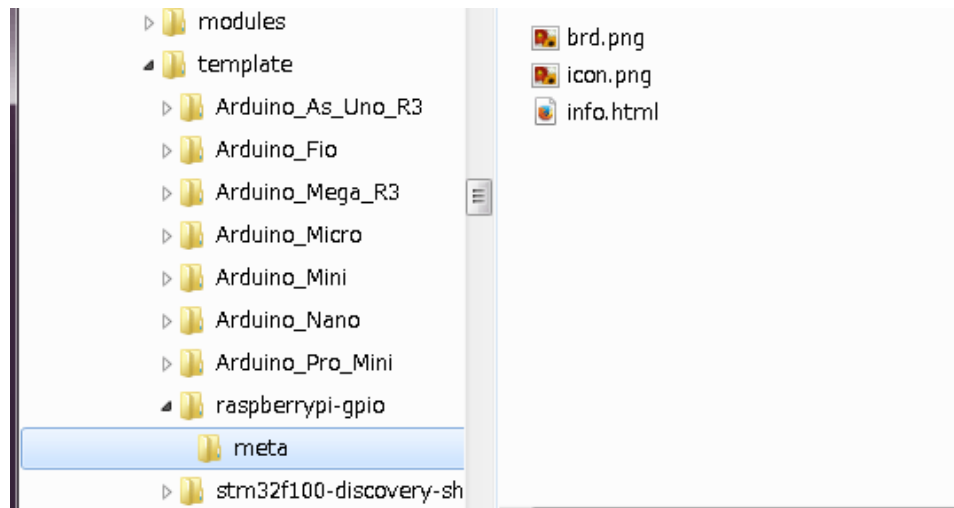 modules
template
Arduino_As_Uno_R3
Arduino_Fio
Arduino_Mega_R3
Arduino_Micro
Arduino_Mini
Arduino_Nano
Arduino_Pro_Mini
raspberrypi-gpio
meta
stm32f100-discovery-sh
brd.png
icon.png
info.html